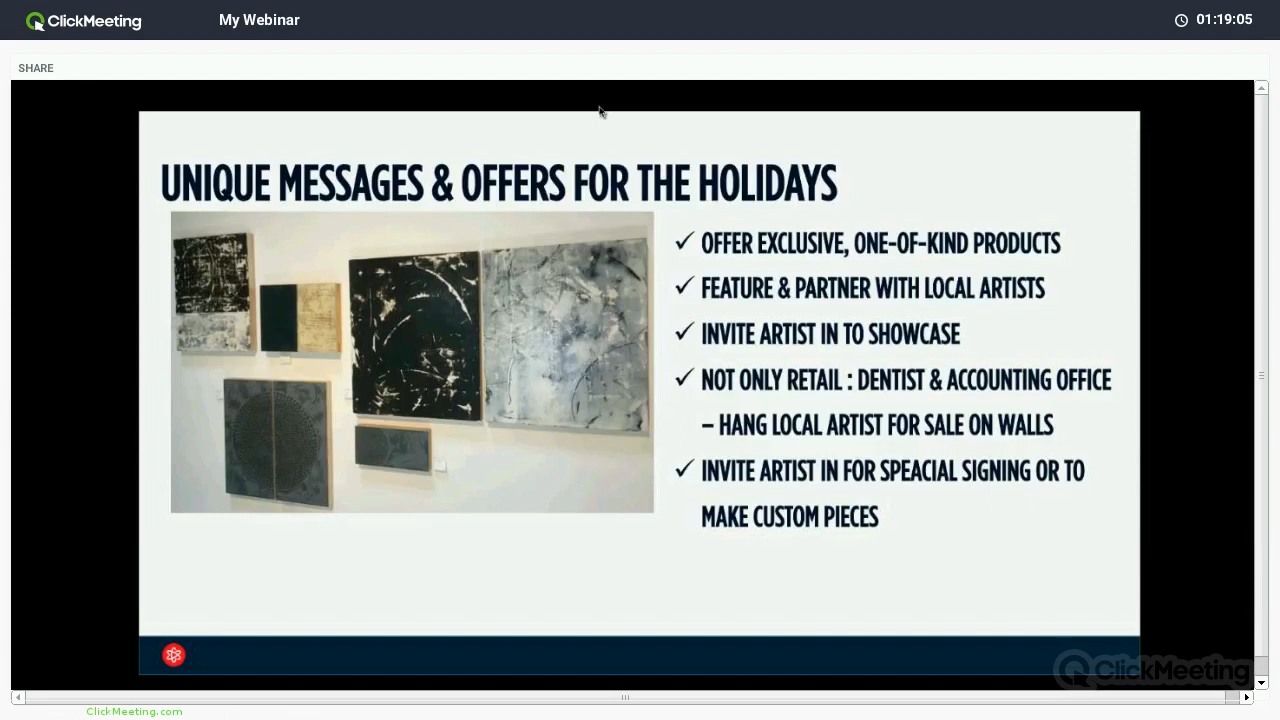 ClickMeeting
My Webinar
01:19:05
SHARE
UNIQUE MESSAGES & OFFERS FOR THE HOLIDAYS
✓ OFFER EXCLUSIVE, ONE-OF-KIND PRODUCTS
✓ FEATURE & PARTNER WITH LOCAL ARTISTS
✓ INVITE ARTIST IN TO SHOWCASE
✓ NOT ONLY RETAIL : DENTIST & ACCOUNTING OFFICE
– HANG LOCAL ARTIST FOR SALE ON WALLS
✓ INVITE ARTIST IN FOR SPEACIAL SIGNING OR TO
MAKE CUSTOM PIECES
ClickMeeting
ClickMeeting.com